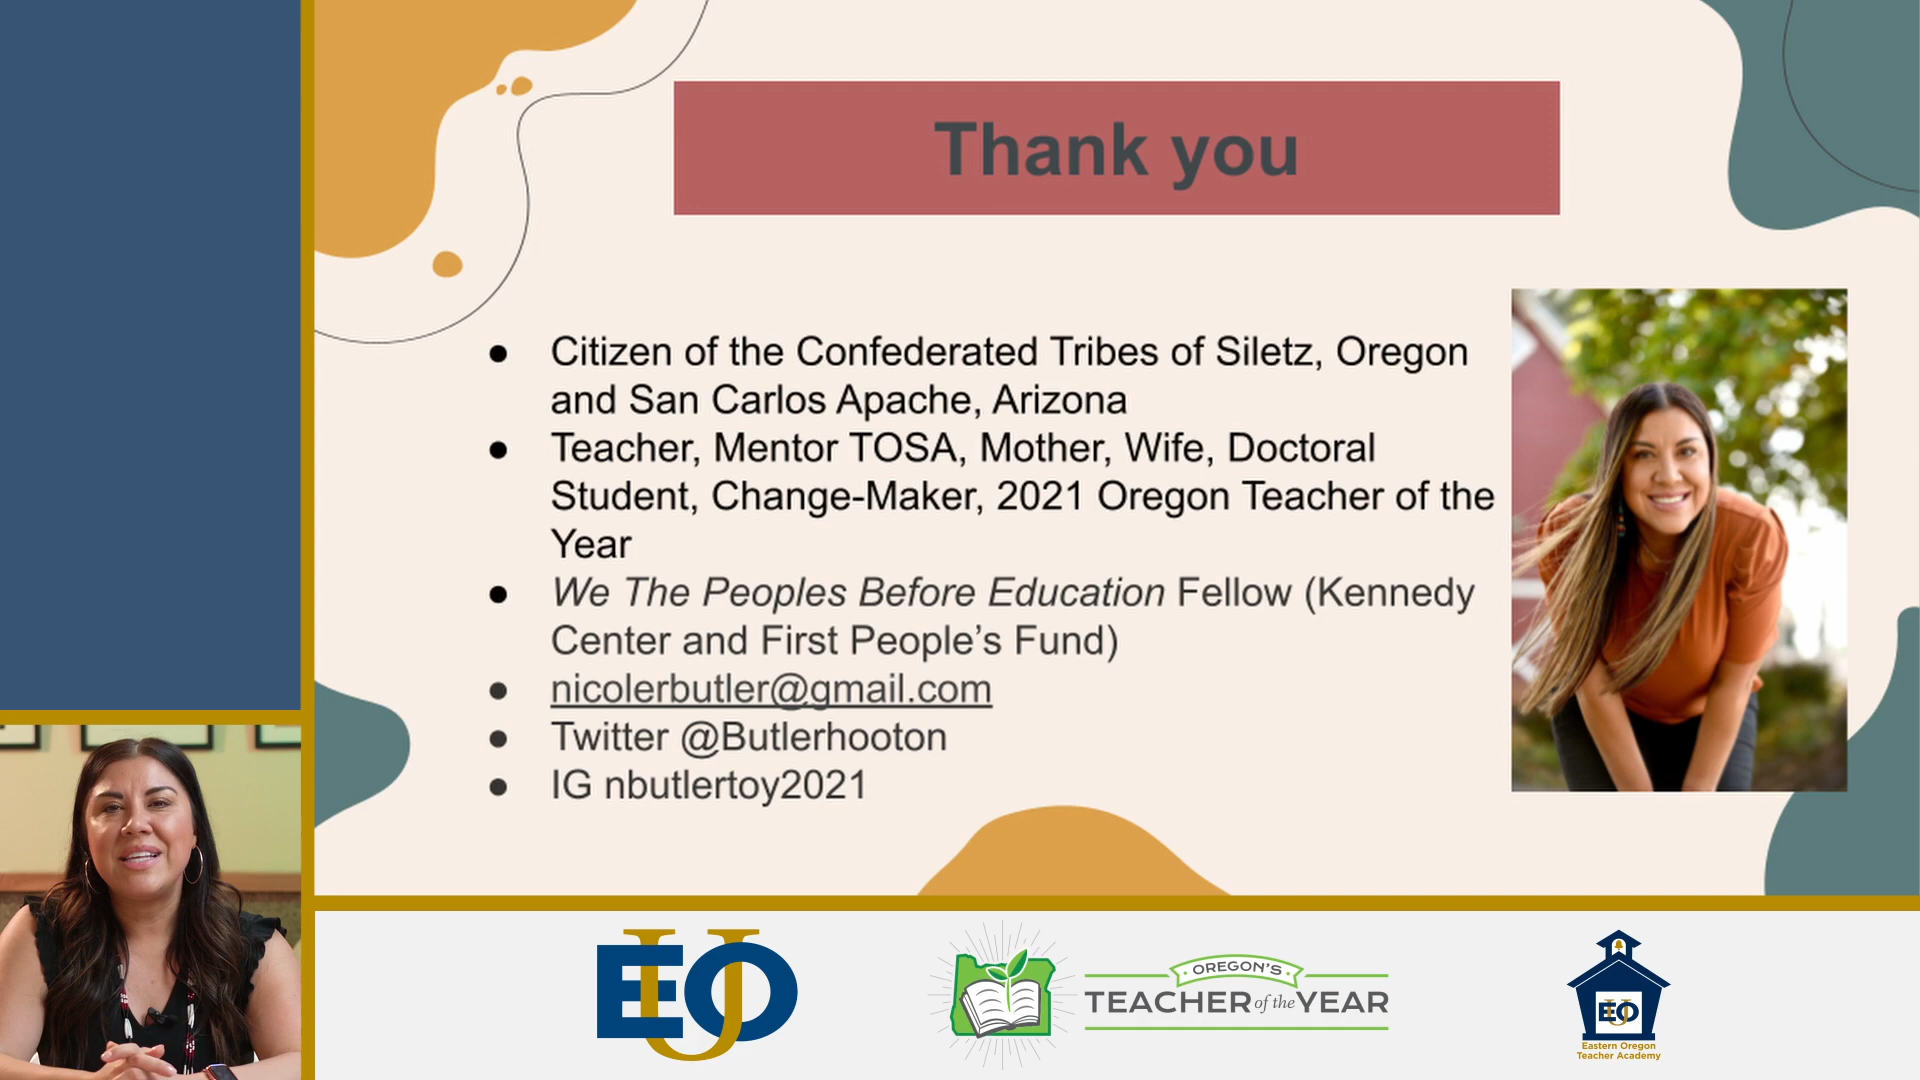 Thank you
● Citizen of the Confederated Tribes of Siletz, Oregon
and San Carlos Apache, Arizona
● Teacher, Mentor TOSA, Mother, Wife, Doctoral
Student, Change-Maker, 2021 Oregon Teacher of the
Year
● We The Peoples Before Education Fellow (Kennedy
Center and First People’s Fund)
● nicolerbutler@gmail.com
● Twitter @Butlerhooton
● IG nbutlertoy2021
EOU
OREGON'S
TEACHER of the YEAR
EOU
Eastern Oregon
Teacher Academy